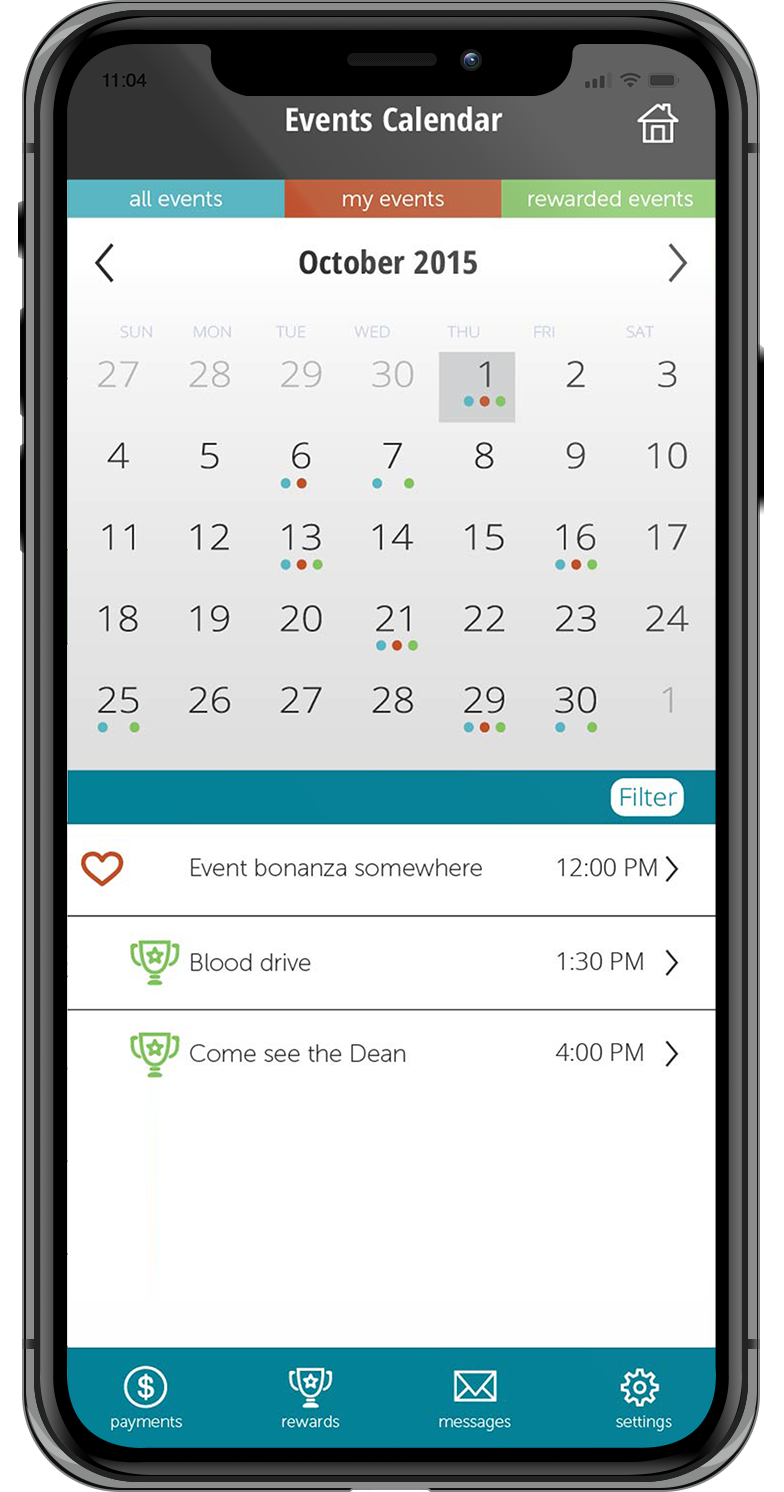 11:04
Events Calendar
all events my events rewarded events
October 2015
SUN MON TUE WED THU FRI SAT
27 28 29 30 1 2 3
4 5 6 7 8 9 10
11 12 13 14 15 16 17
18 19 20 21 22 23 24
25 26 27 28 29 30 1
Filter
Event bonanza somewhere 12:00 PM
Blood drive 1:30 PM
Come see the Dean 4:00 PM
$
payments rewards messages settings